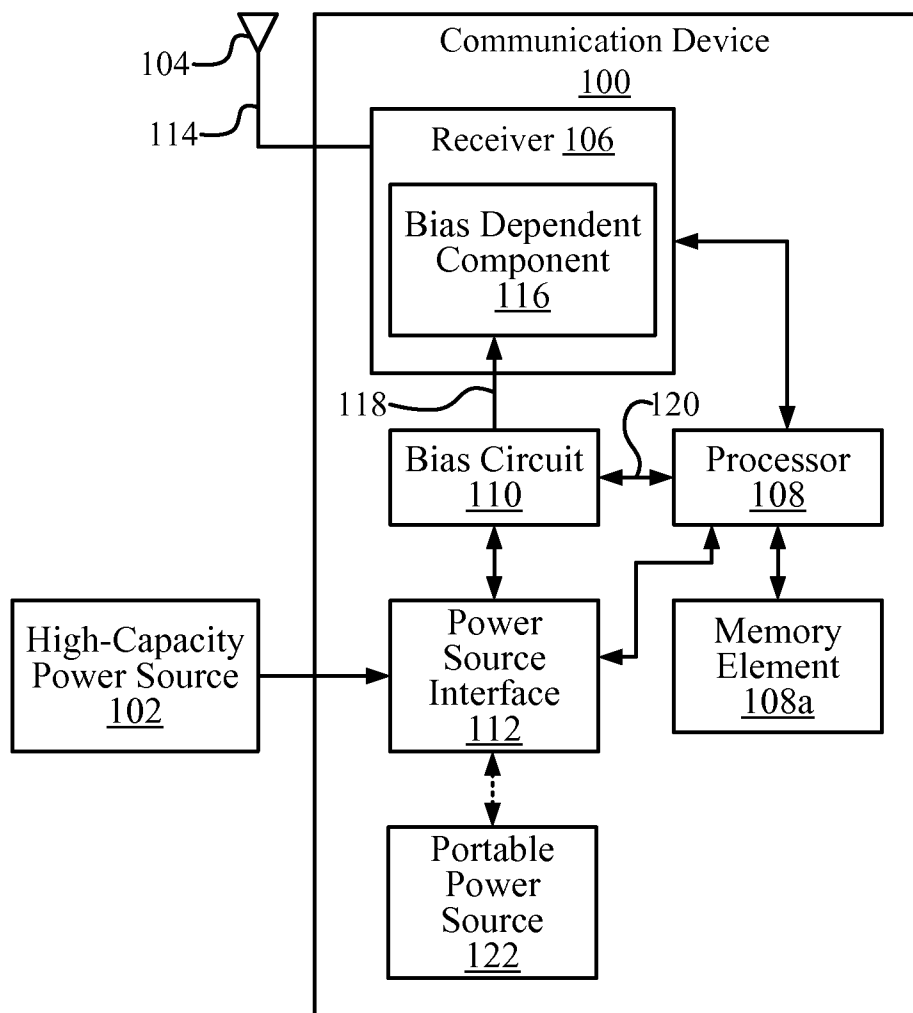 104
114
Communication Device
100
Receiver 106
Bias Dependent
Component
116
118
120
Bias Circuit
110
Processor
108
High-Capacity
Power Source
102
Power
Source
Interface
112
Memory
Element
108a
Portable
Power
Source
122